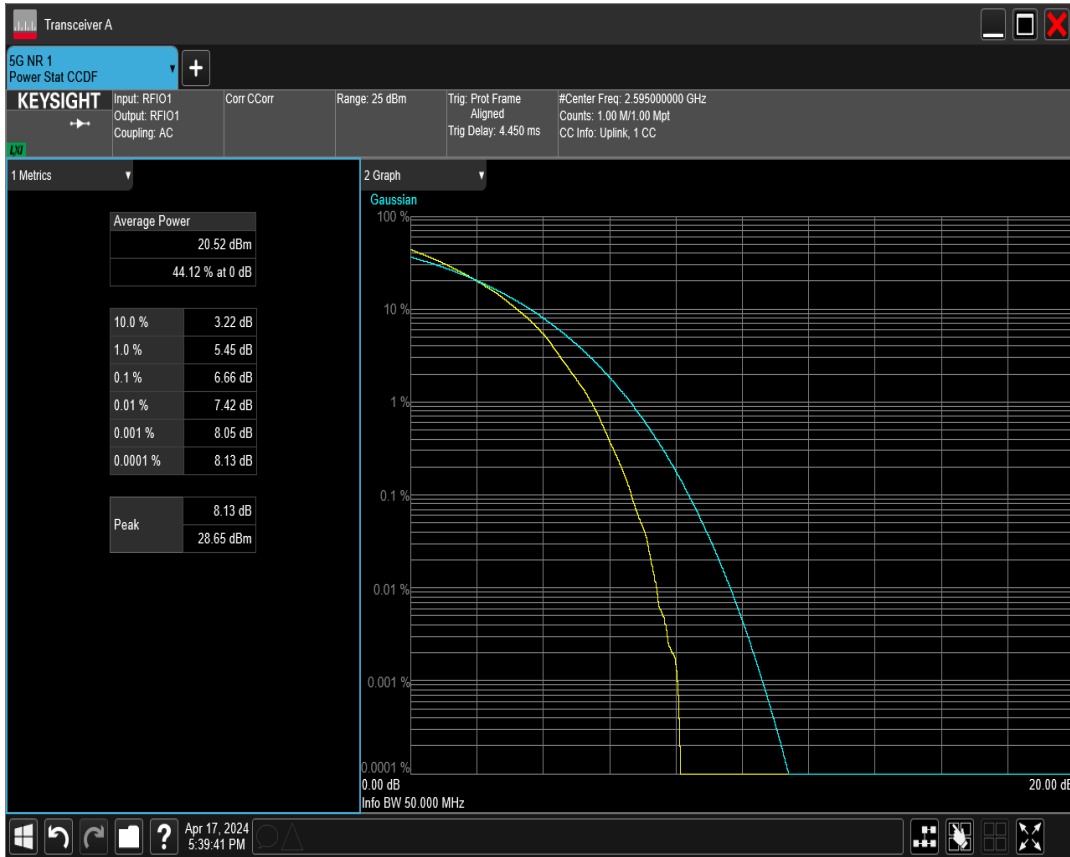 Transceiver A
5G NR 1
Power Stat CCDF
+
KEYSIGHT
LXI
Input: RFIO1
Output: RFIO1
Coupling: AC
Corr CCorr
Range: 25 dBm
Trig: Prot Frame
Aligned
Trig Delay: 4.450 ms
#Center Freq: 2.595000000 GHz
Counts: 1.00 M/1.00 Mpt
CC Info: Uplink, 1 CC
1 Metrics
Average Power
20.52 dBm
44.12 % at 0 dB
10.0 % 3.22 dB
1.0 % 5.45 dB
0.1 % 6.66 dB
0.01 % 7.42 dB
0.001 % 8.05 dB
0.0001 % 8.13 dB
Peak
8.13 dB
28.65 dBm
2 Graph
Gaussian
100 %
10 %
1 %
0.1 %
0.01 %
0.001 %
0.0001 %
0.00 dB
20.00 dB
Info BW 50.000 MHz
?
Apr 17, 2024
5:39:41 PM